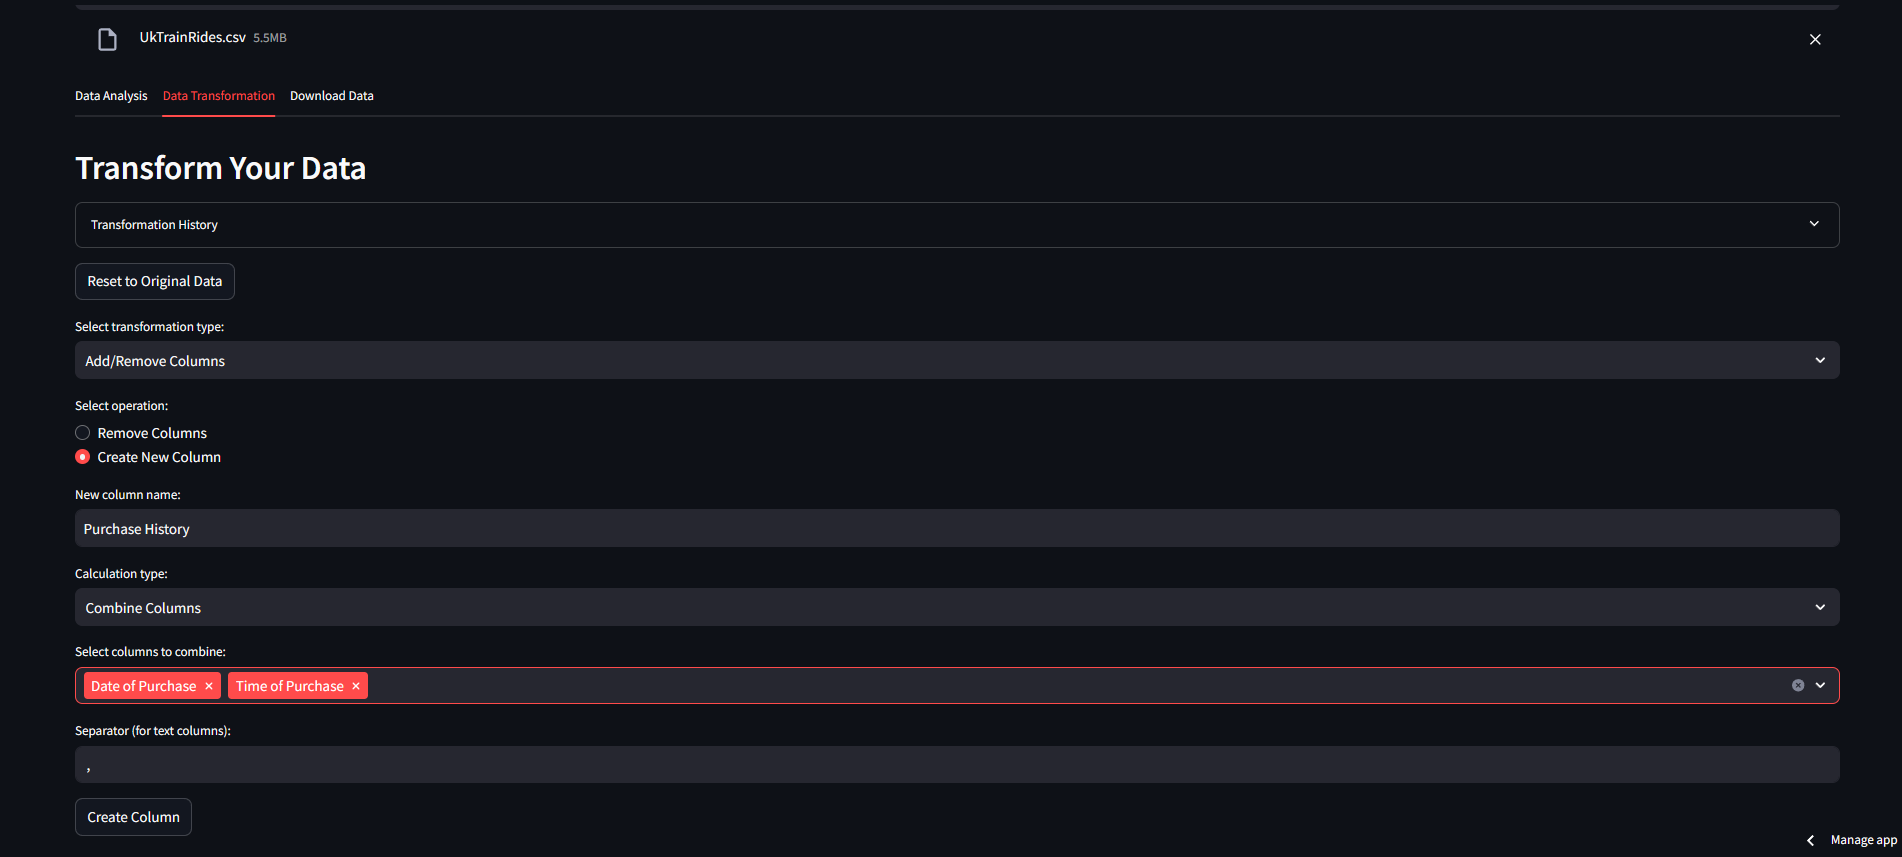 UkTrainRides.csv 5.5MB
Data Analysis Data Transformation Download Data
Transform Your Data
Transformation History
Reset to Original Data
Select transformation type:
Add/Remove Columns
Select operation:
Remove Columns
Create New Column
New column name:
Purchase History
Calculation type:
Combine Columns
Select columns to combine:
Date of Purchase × Time of Purchase ×
Separator (for text columns):
,
Create Column
Manage app